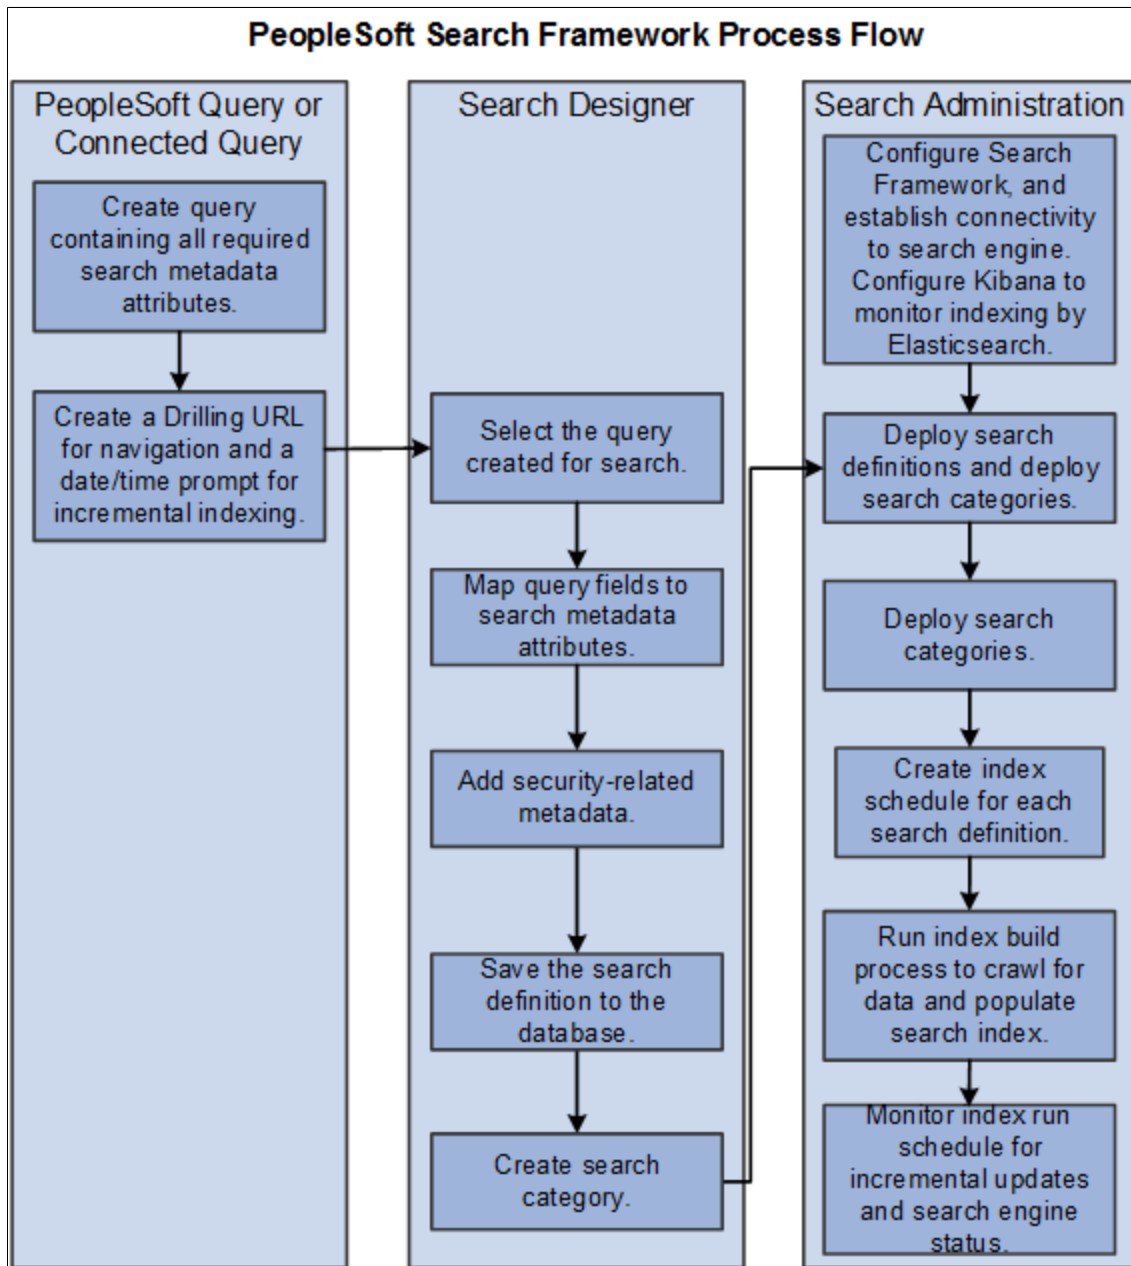 PeopleSoft Search Framework Process Flow
PeopleSoft Query or
Connected Query
Create query
containing all required
search metadata
attributes.
Create a Drilling URL
for navigation and a
date/time prompt for
incremental indexing.
Search Designer
Select the query
created for search.
Map query fields to
search metadata
attributes.
Add security-related
metadata.
Save the search
definition to the
database.
Create search
category.
Search Administration
Configure Search
Framework, and
establish connectivity
to search engine.
Configure Kibana to
monitor indexing by
Elasticsearch.
Deploy search
definitions and deploy
search categories.
Deploy search
categories.
Create index
schedule for each
search definition.
Run index build
process to crawl for
data and populate
search index.
Monitor index run
schedule for
incremental updates
and search engine
status.